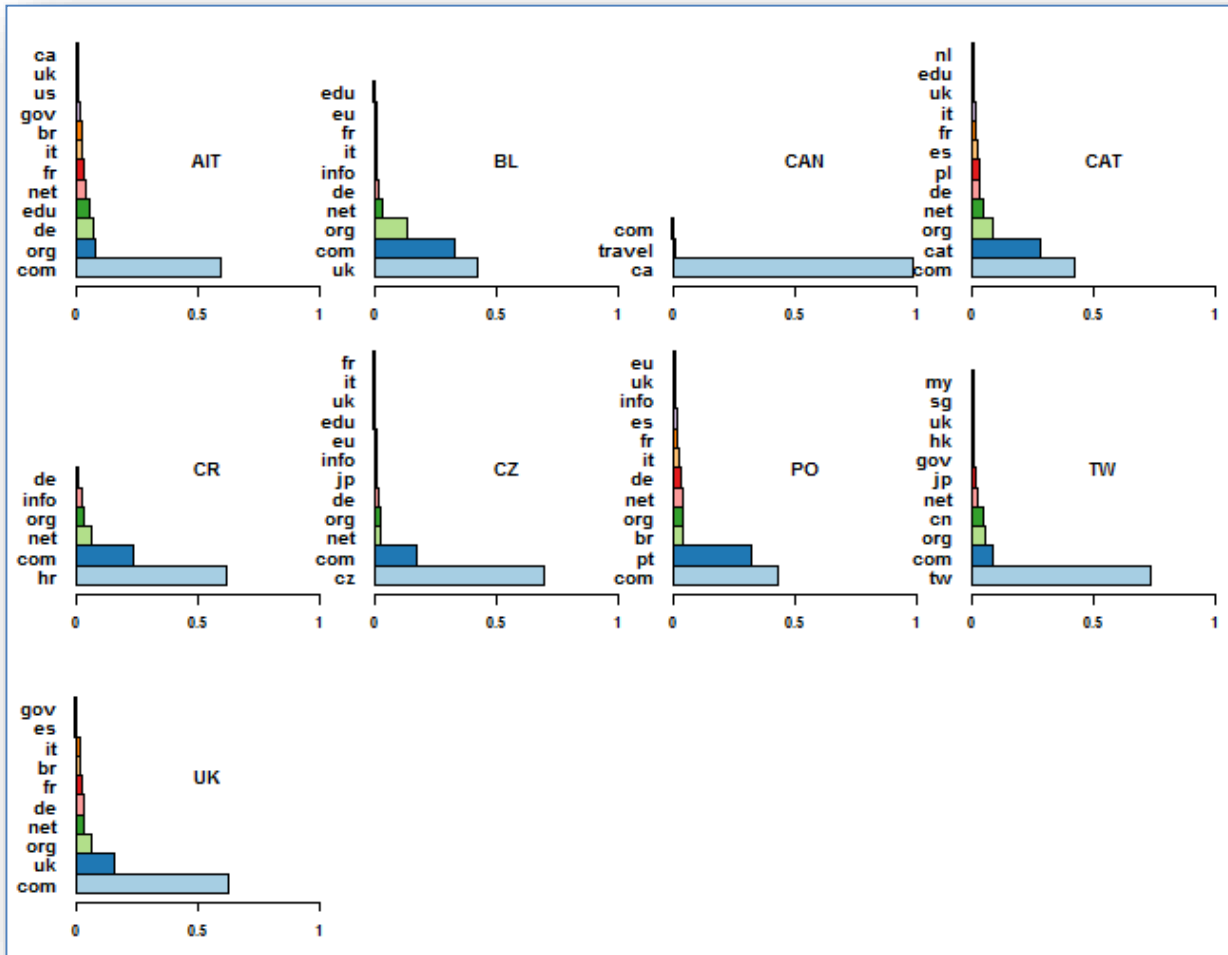 ca
uk
us
gov
br
it
fr
net
edu
de
org
com
AIT
0 0.5 1
edu
eu
fr
it
info
de
net
org
com
uk
BL
0 0.5 1
com
travel
ca
CAN
0 0.5 1
nl
edu
uk
it
fr
es
pl
de
net
org
cat
com
CAT
0 0.5 1
de
info
org
net
com
hr
CR
0 0.5 1
fr
it
uk
edu
eu
info
jp
de
org
net
com
cz
CZ
0 0.5 1
eu
uk
info
es
fr
it
de
net
org
br
pt
com
PO
0 0.5 1
my
sg
uk
hk
gov
jp
net
cn
org
com
tw
TW
0 0.5 1
gov
es
it
br
fr
de
net
org
uk
com
UK
0 0.5 1